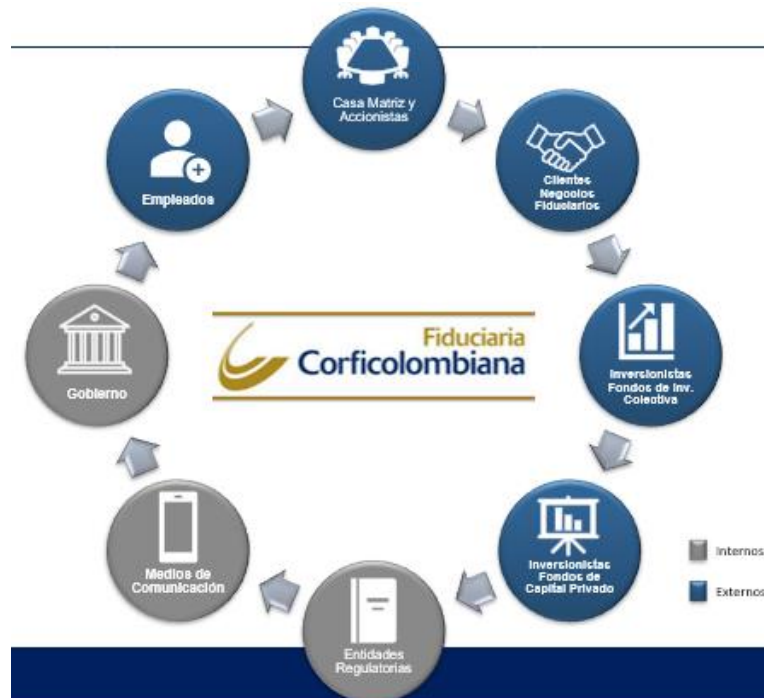 Casa Matriz y
Accionistas
Clientes
Negocios
Fiduciarios
Inversionistas
Fondos de Inv.
Colectiva
Inversionistas
Fondos de
Capital Privado
Entidades
Regulatorias
Medios de
Comunicación
Gobierno
Empleados
Fiduciaria
Corficolombiana
Internos
Externos